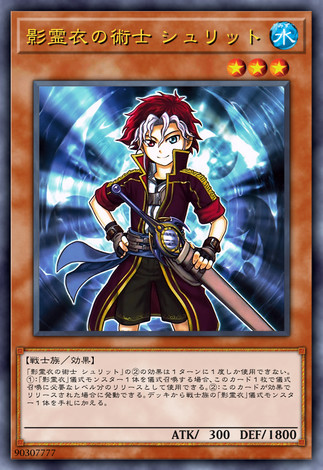 影霊衣の術士 シュリット
水
【戦士族/効果】
「影霊衣の術士 シュリット」の②の効果は1ターンに1度しか使用できない。
①:「影霊衣」儀式モンスター1体を儀式召喚する場合、このカード1枚で儀式
召喚に必要なレベル分のリリースとして使用できる。②:このカードが効果で
リリースされた場合に発動できる。デッキから戦士族の「影霊衣」儀式モンス
ター1体を手札に加える。
ATK/ 300 DEF/1800
90307777